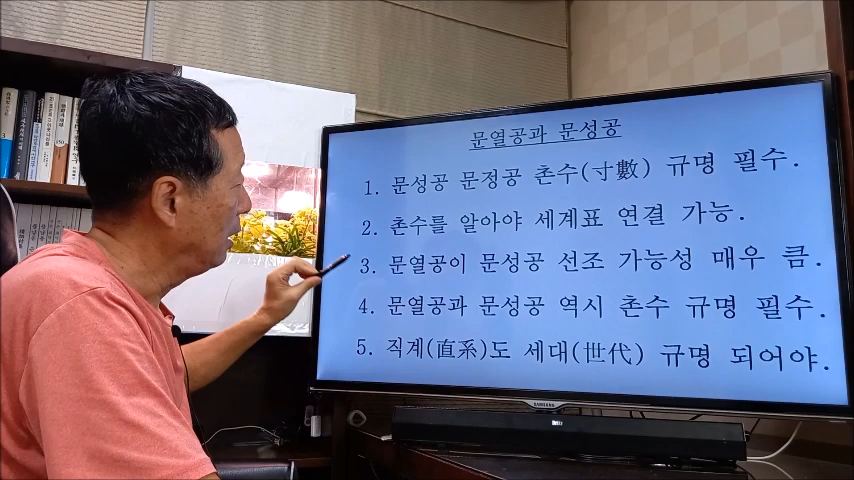 문열공과 문성공
1. 문성공 문정공 촌수(寸數) 규명 필수.
2. 촌수를 알아야 세계표 연결 가능.
3. 문열공이 문성공 선조 가능성 매우 큼.
4. 문열공과 문성공 역시 촌수 규명 필수.
5. 직계(直系)도 세대(世代) 규명 되어야.
SAMSUNG